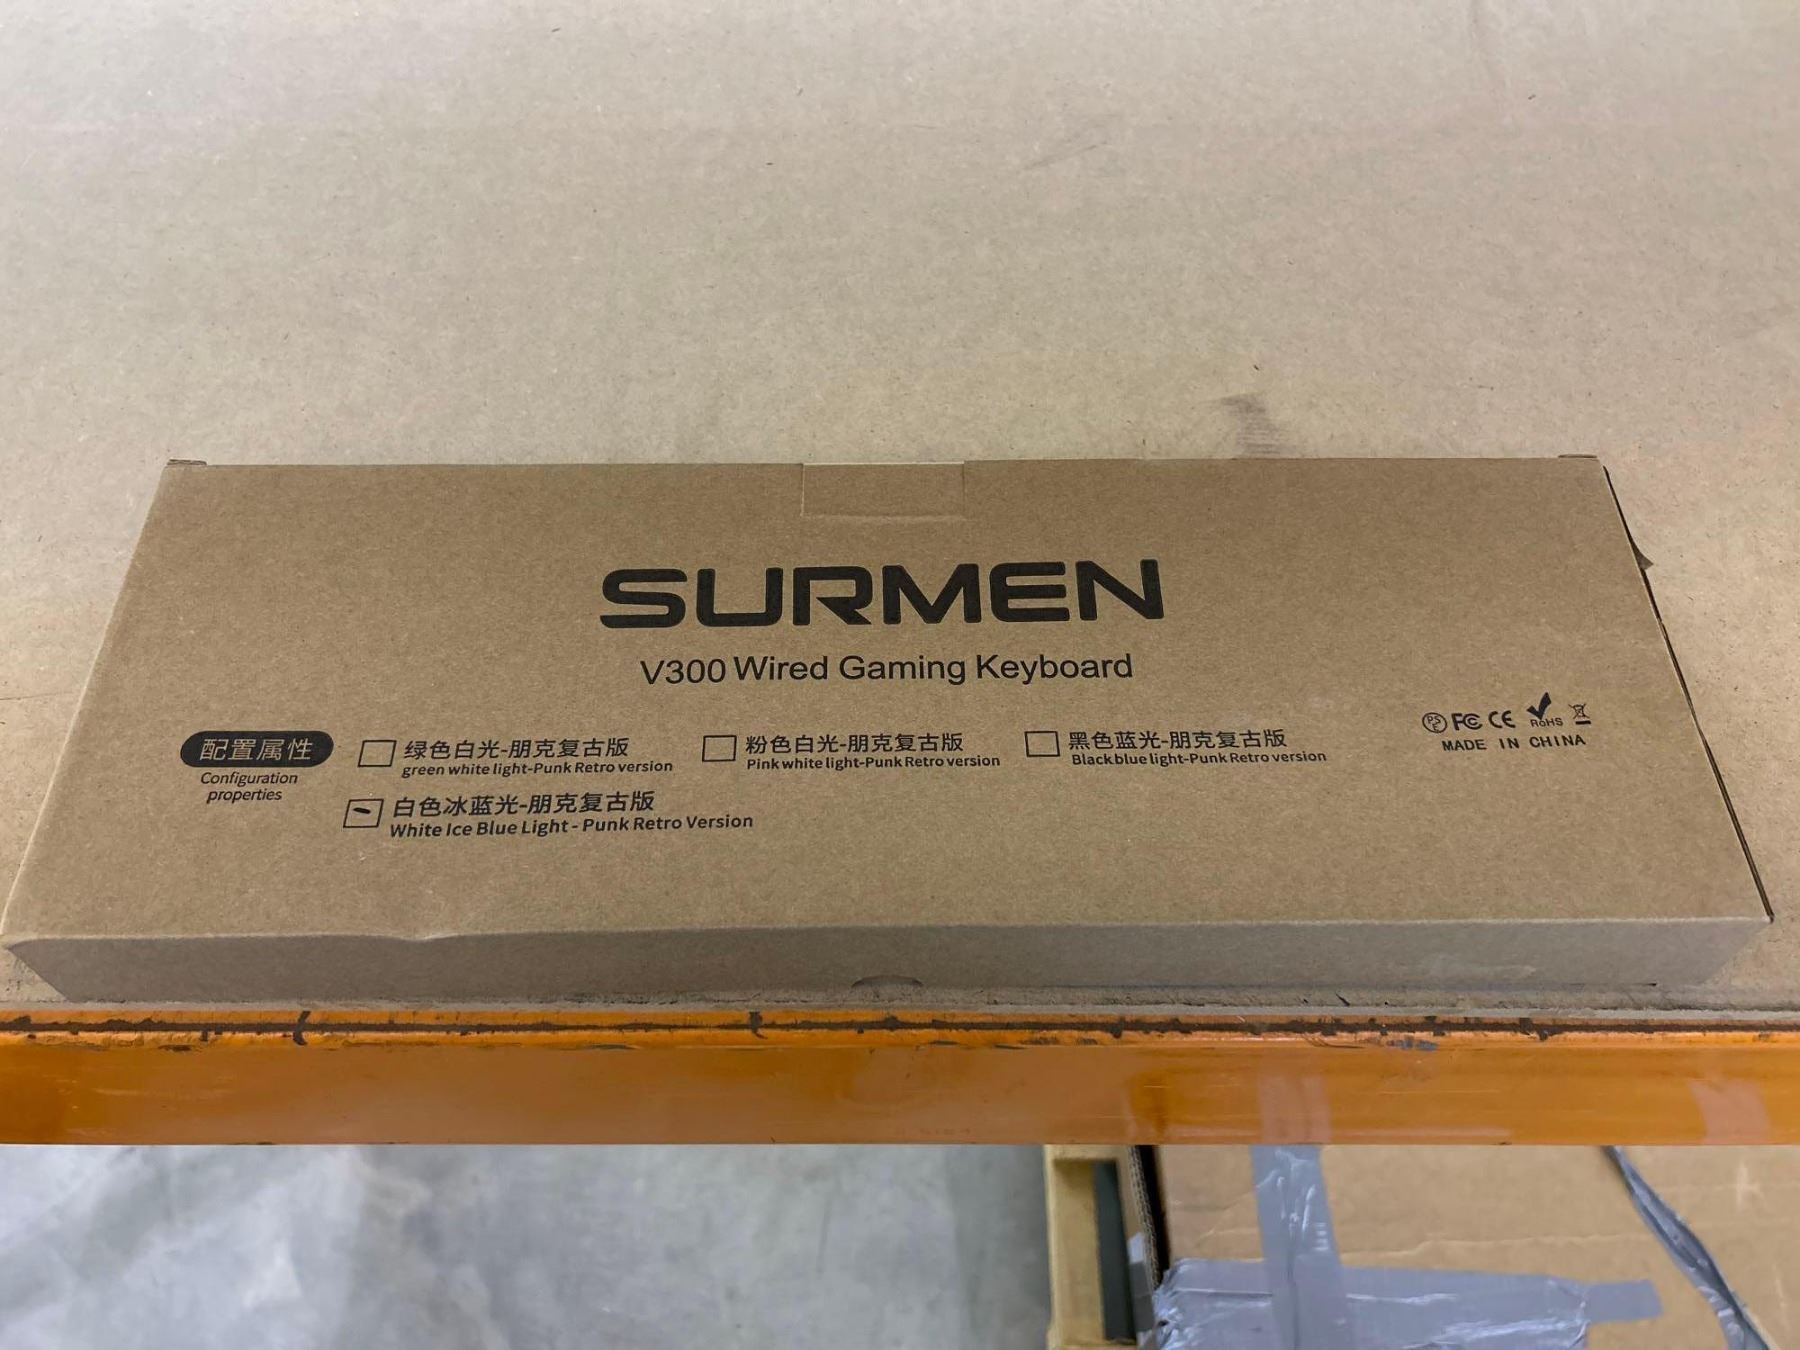 SURMEN
V300 Wired Gaming Keyboard
配置属性
Configuration
properties
绿色白光-朋克复古版
green white light-Punk Retro version
粉色白光-朋克复古版
Pink white light-Punk Retro version
黑色蓝光-朋克复古版
Black blue light-Punk Retro version
白色冰蓝光-朋克复古版
White Ice Blue Light - Punk Retro Version
PSE FC CE RoHS
MADE IN CHINA